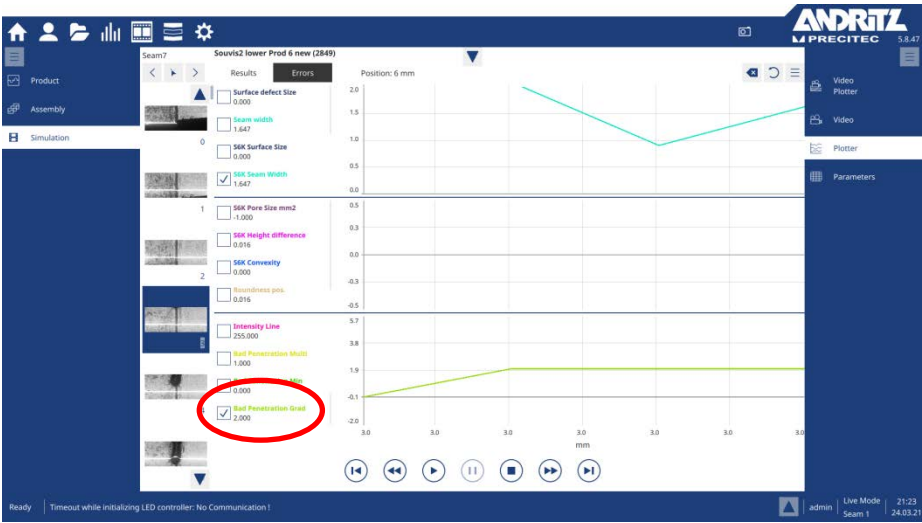 ANDRITZ
PRECITEC
5.8.47
Seam7
Souvis2 lower Prod 6 new (2849)
Results
Errors
Position: 6 mm
Product
Assembly
Simulation
0
1
2
Surface defect Size
0.000
Seam width
1.647
S6K Surface Size
0.000
S6K Seam Width
1.647
S6K Pore Size mm2
-1.000
S6K Height difference
0.016
S6K Convexity
0.000
Roundness pos.
0.016
Intensity Line
255.000
Bad Penetration Multi
1.000
Min
0.000
Bad Penetration Grad
2.000
2.0
1.5
1.0
0.5
0.0
0.5
0.3
0.0
-0.3
-0.5
5.7
3.8
1.9
-0.1
-2.0
3.0 3.0 3.0 3.0 3.0 3.0 3.0
mm
Video
Plotter
Video
Plotter
Parameters
Ready
Timeout while initializing LED controller: No Communication !
admin
Live Mode
Seam 1
21:23
24.03.21